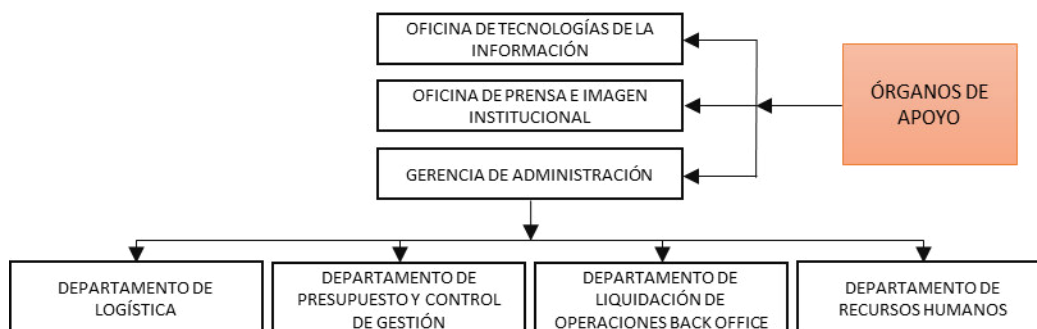 OFICINA DE TECNOLOGÍAS DE LA
INFORMACIÓN
OFICINA DE PRENSA E IMAGEN
INSTITUCIONAL
ÓRGANOS DE
APOYO
GERENCIA DE ADMINISTRACIÓN
DEPARTAMENTO DE
LOGÍSTICA
DEPARTAMENTO DE
PRESUPUESTO Y CONTROL
DE GESTIÓN
DEPARTAMENTO DE
LIQUIDACIÓN DE
OPERACIONES BACK OFFICE
DEPARTAMENTO DE
RECURSOS HUMANOS